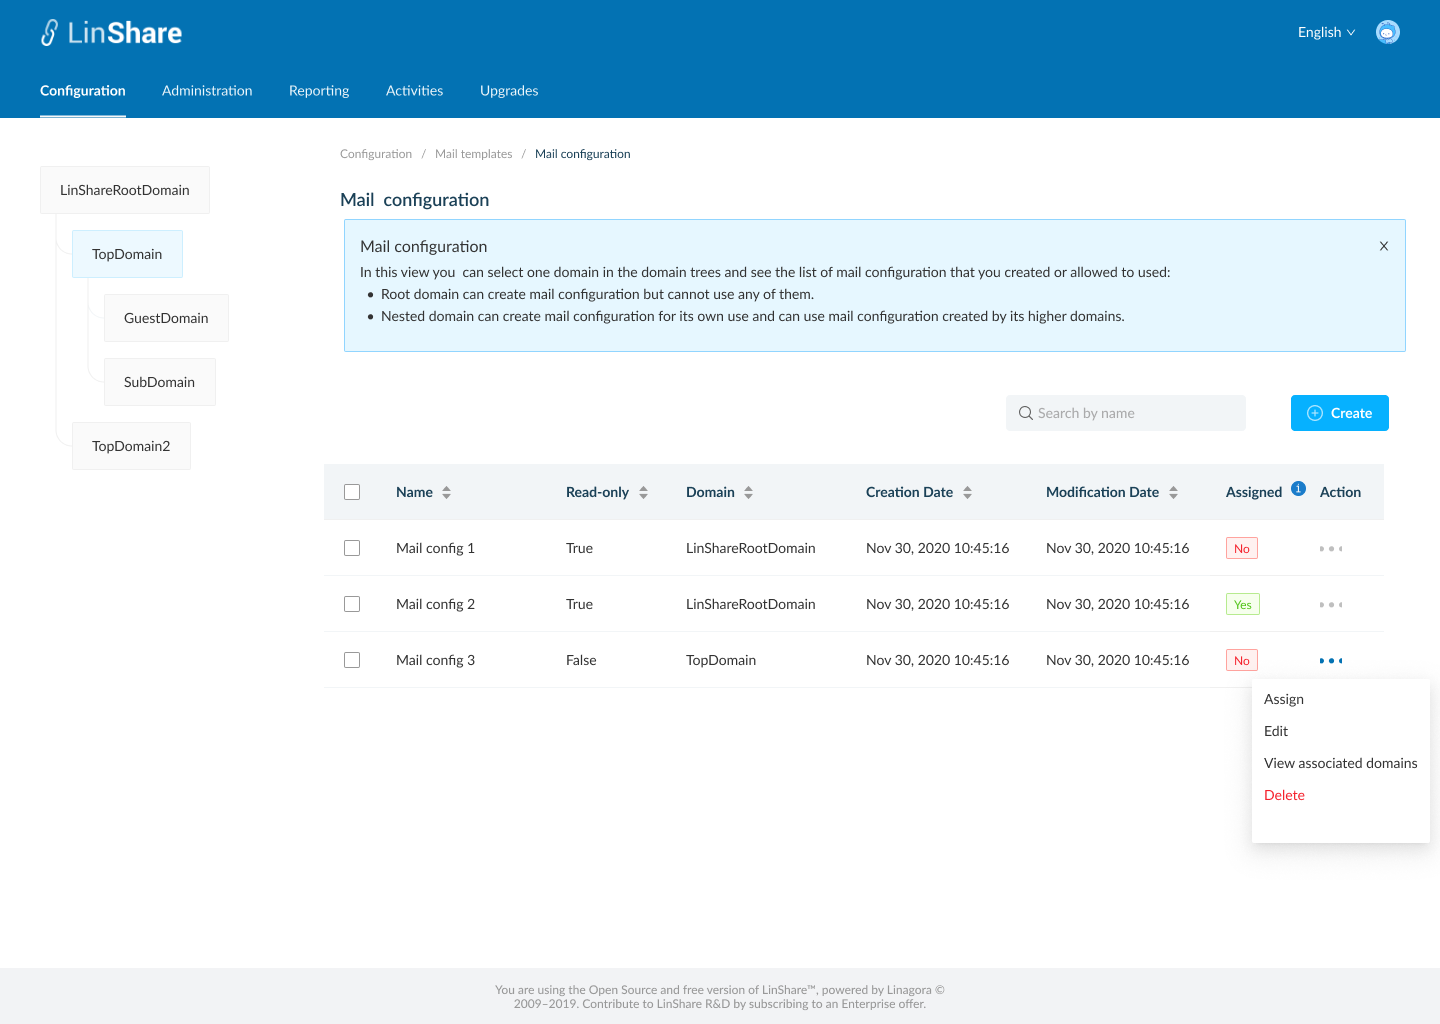 LinShare
English
Configuration Administration Reporting Activities Upgrades
Configuration / Mail templates / Mail configuration
LinShareRootDomain
TopDomain
GuestDomain
SubDomain
TopDomain2
Mail configuration
Mail configuration
In this view you can select one domain in the domain trees and see the list of mail configuration that you created or allowed to used:
• Root domain can create mail configuration but cannot use any of them.
• Nested domain can create mail configuration for its own use and can use mail configuration created by its higher domains.
Search by name
Create
Name Read-only Domain Creation Date Modification Date Assigned Action
Mail config 1 True LinShareRootDomain Nov 30, 2020 10:45:16 Nov 30, 2020 10:45:16 No
Mail config 2 True LinShareRootDomain Nov 30, 2020 10:45:16 Nov 30, 2020 10:45:16 Yes
Mail config 3 False TopDomain Nov 30, 2020 10:45:16 Nov 30, 2020 10:45:16 No
Assign
Edit
View associated domains
Delete
You are using the Open Source and free version of LinShare™, powered by Linagora ©
2009–2019. Contribute to LinShare R&D by subscribing to an Enterprise offer.